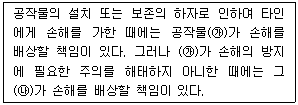 공작물의 설치 또는 보존의 하자로 인하여 타인
에게 손해를 가한 때에는 공작물(㉮)가 손해를
배상할 책임이 있다. 그러나 (㉮)가 손해의 방지
에 필요한 주의를 해태하지 아니한 때에는 그
(㉯)가 손해를 배상할 책임이 있다.